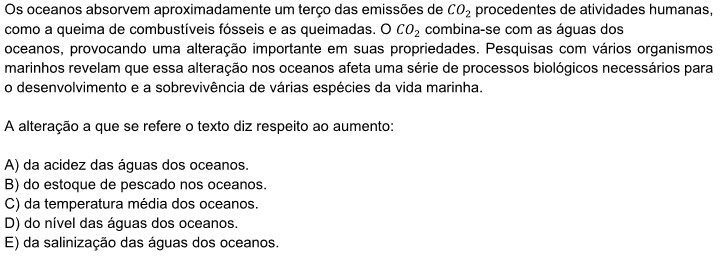 Os oceanos absorvem aproximadamente um terço das emissões de CO₂ procedentes de atividades humanas,
como a queima de combustíveis fósseis e as queimadas. O CO₂ combina-se com as águas dos
oceanos, provocando uma alteração importante em suas propriedades. Pesquisas com vários organismos
marinhos revelam que essa alteração nos oceanos afeta uma série de processos biológicos necessários para
o desenvolvimento e a sobrevivência de várias espécies da vida marinha.
A alteração a que se refere o texto diz respeito ao aumento:
A) da acidez das águas dos oceanos.
B) do estoque de pescado nos oceanos.
C) da temperatura média dos oceanos.
D) do nível das águas dos oceanos.
E) da salinização das águas dos oceanos.